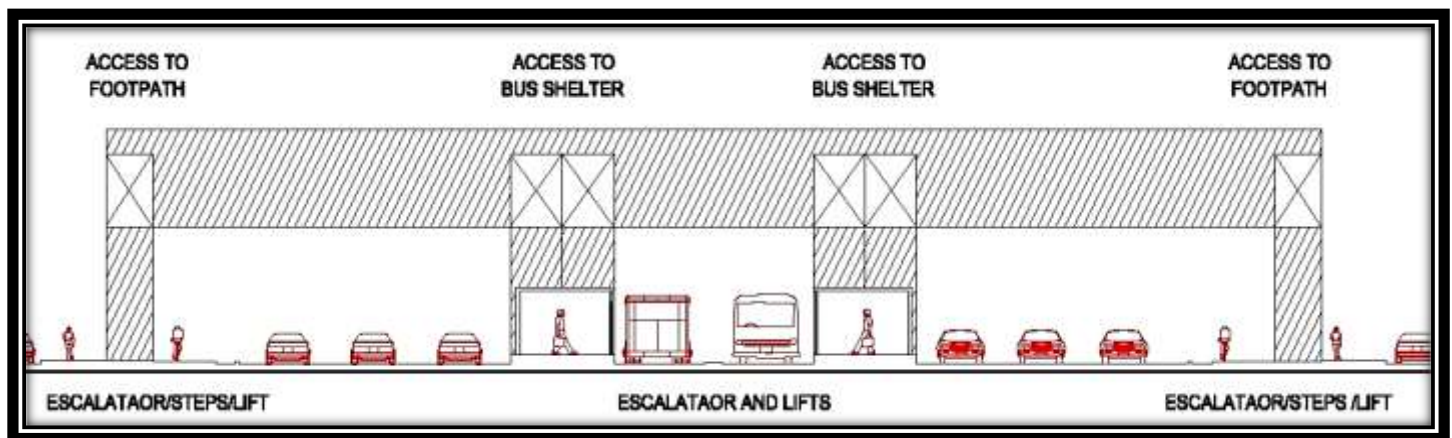 ACCESS TO
FOOTPATH
ACCESS TO
BUS SHELTER
ACCESS TO
BUS SHELTER
ACCESS TO
FOOTPATH
ESCALATAOR/STEPS/LIFT
ESCALATAOR AND LIFTS
ESCALATAOR/STEPS /LIFT